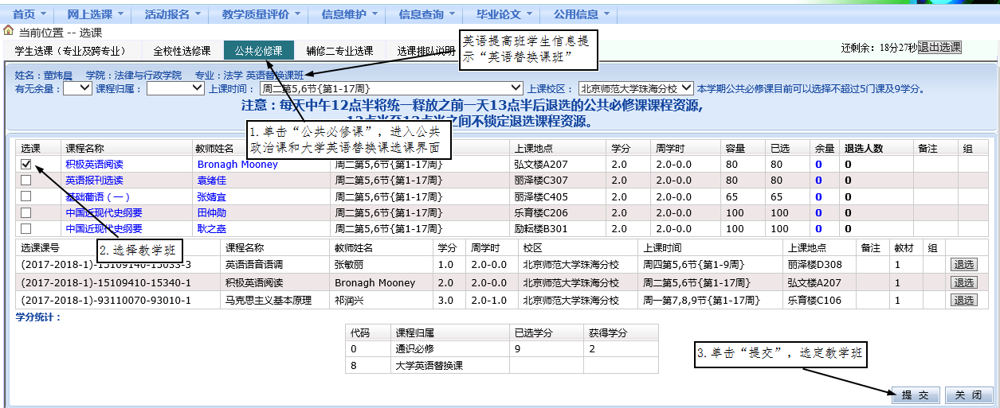 首页 网上选课 活动报名 教学质量评价 信息维护 信息查询 毕业论文 公用信息
当前位置 -- 选课
学生选课（专业及跨专业） 全校性选修课 公共必修课 辅修二专业选课 选课排队说明 还剩余：18分27秒 退出选课
英语提高班学生信息提
示“英语替换课班”
姓名：董炜晨 学院：法律与行政学院 专业：法学 英语替换课班
有无余量： 课程归属： 上课时间： 周二第5,6节{第1-17周} 上课校区： 北京师范大学珠海分校 本学期公共必修课目前可以选择不超过5门课及9学分。
注意：每天中午12点半将统一释放之前一天13点半后退选的公共必修课课程资源,
之间不锁定退选课程资源。
1.单击“公共必修课”，进入公共
政治课和大学英语替换课选课界面
选课 课程名称 教师姓名 上课地点 学分 周学时 容量 已选 余量 退选人数 备注 组
积极英语阅读 Bronagh Mooney 周二第5,6节{第1-17周} 弘文楼A207 2.0 2.0-0.0 80 80 0 0
英语报刊选读 袁绪佳 周二第5,6节{第1-17周} 丽泽楼C307 2.0 2.0-0.0 80 80 0 0
基础葡语（一） 张婧宜 周二第5,6节{第1-17周} 丽泽楼C405 2.0 2.0-0.0 65 65 0 0
中国近现代史纲要 田仲勋 周二第5,6节{第1-17周} 乐育楼C206 2.0 2.0-0.0 100 100 0 0
中国近现代史纲要 耿之矗 周二第5,6节{第1-17周} 励耘楼B301 2.0 2.0-0.0 100 100 0 0
2.选择教学班
选课课号 课程名称 教师姓名 学分 周学时 校区 上课时间 上课地点 备注 教材 组
(2017-2018-1)-15109140-15033-3 英语语音语调 张敏丽 1.0 2.0-0.0 北京师范大学珠海分校 周四第5,6节{第1-9周} 丽泽楼D308 1 退选
(2017-2018-1)-15109410-15340-1 积极英语阅读 Bronagh Mooney 2.0 2.0-0.0 北京师范大学珠海分校 周二第5,6节{第1-17周} 弘文楼A207 1 退选
(2017-2018-1)-93110070-93010-1 马克思主义基本原理 祁润兴 3.0 2.0-1.0 北京师范大学珠海分校 周一第7,8,9节{第1-17周} 乐育楼C106 1 退选
学分统计：
代码 课程归属 已选学分 获得学分
0 通识必修 9 2
8 大学英语替换课
3.单击“提交”，选定教学班
提 交 关 闭